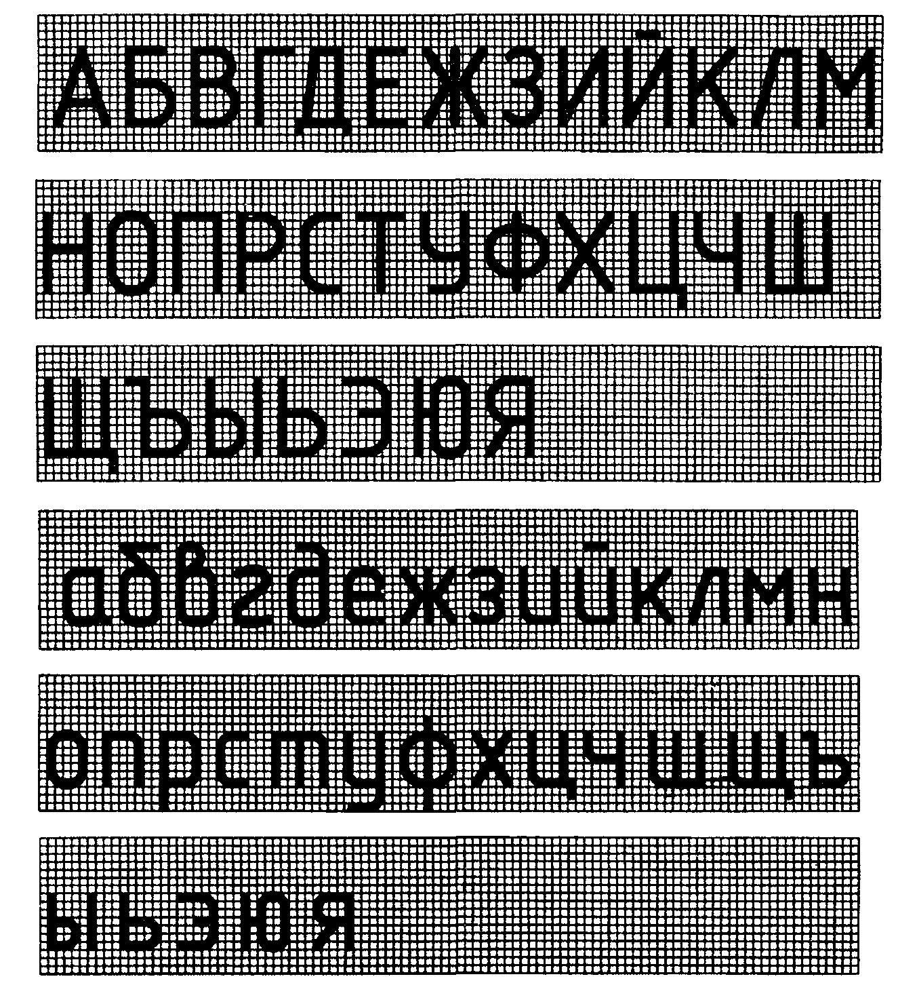 АБВГДЕЖЗИЙКЛМ
НОПРСТУФХЦЧШ
ЩЪЫЬЭЮЯ
абвгдежзийклмн
опрстуфхцчшщъ
ыьэюя